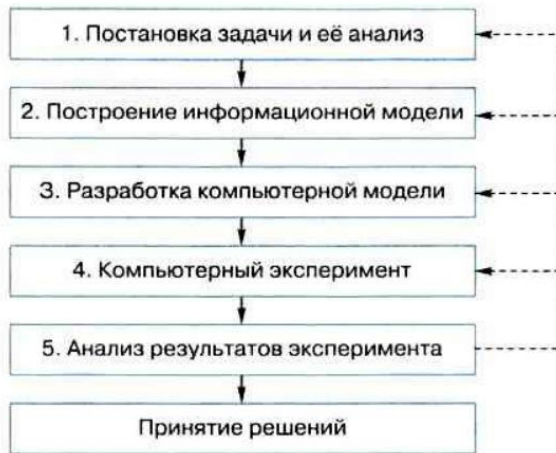 1. Постановка задачи и её анализ
2. Построение информационной модели
3. Разработка компьютерной модели
4. Компьютерный эксперимент
5. Анализ результатов эксперимента
Принятие решений